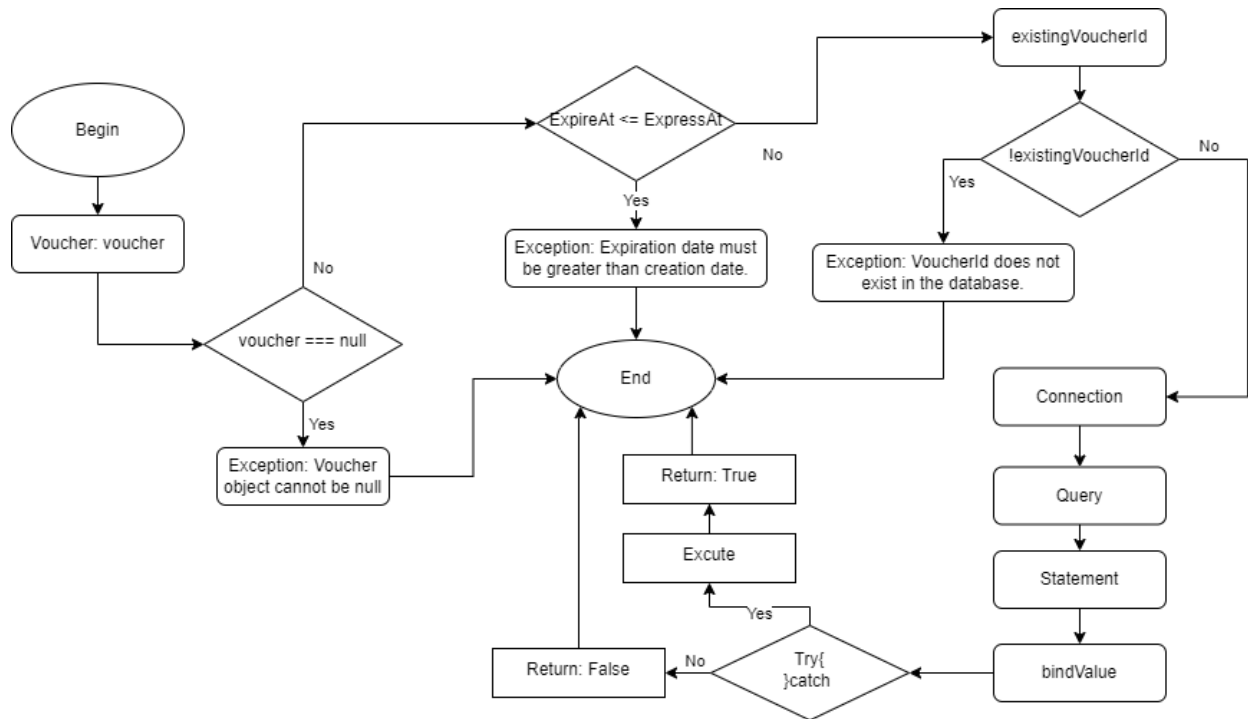 existingVoucherId
Begin
ExpireAt <= ExpressAt
No
!existingVoucherId
No
Yes
Yes
Voucher: voucher
Exception: Expiration date must
be greater than creation date.
Exception: VoucherId does not
exist in the database.
No
voucher === null
End
Connection
Yes
Exception: Voucher
object cannot be null
Return: True
Query
Excute
Statement
Yes
Return: False
No
Try{
}catch
bindValue